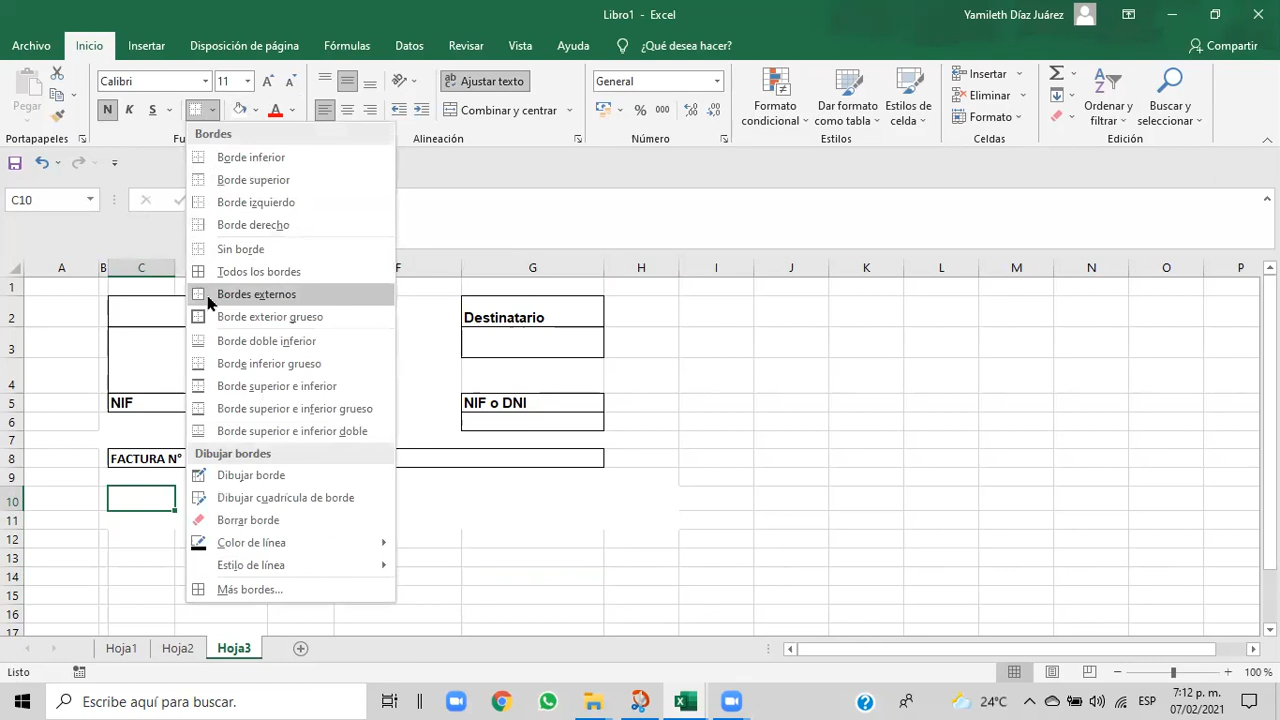 Libro1 - Excel
Yamileth Díaz Juárez
Archivo Inicio Insertar Disposición de página Fórmulas Datos Revisar Vista Ayuda ¿Qué desea hacer? Compartir
Pegar
Calibri 11
N K S
Ajustar texto
Combinar y centrar
General
% 000
Formato condicional
Dar formato como tabla
Estilos de celda
Insertar
Eliminar
Formato
Ordenar y filtrar
Buscar y seleccionar
Portapapeles Fu Alineación Número Estilos Celdas Edición
C10
Bordes
Borde inferior
Borde superior
Borde izquierdo
Borde derecho
Sin borde
Todos los bordes
Bordes externos
Borde exterior grueso
Borde doble inferior
Borde inferior grueso
Borde superior e inferior
Borde superior e inferior grueso
Borde superior e inferior doble
Dibujar bordes
Dibujar borde
Dibujar cuadrícula de borde
Borrar borde
Color de línea
Estilo de línea
Más bordes...
A B C F G H I J K L M N O P
1
2 Destinatario
3
4
5 NIF NIF o DNI
6
7
8 FACTURA N°
9
10
11
12
13
14
15
16
17
Hoja1 Hoja2 Hoja3
Listo 100 %
Escribe aquí para buscar. 24°C ESP 7:12 p. m.
07/02/2021